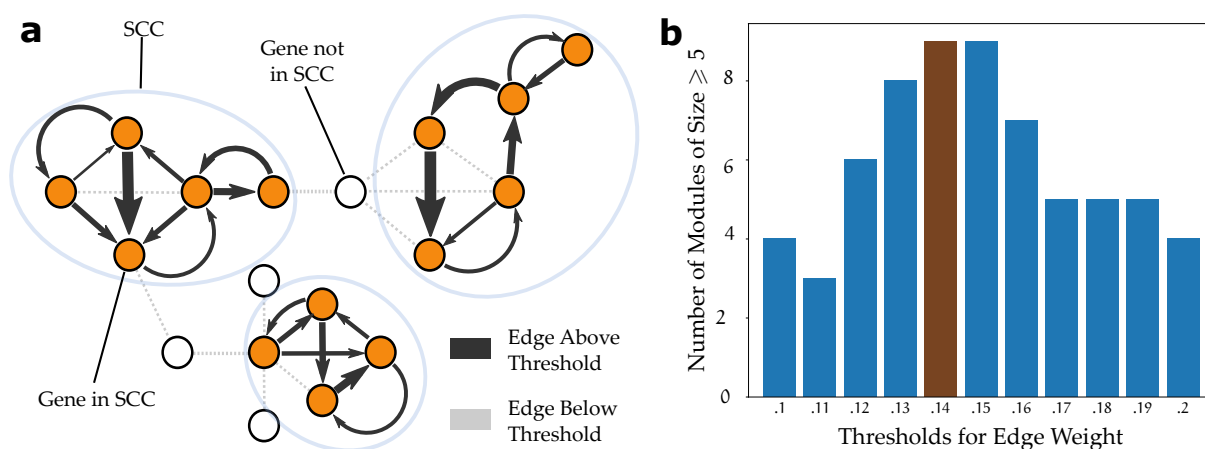 a
SCC
Gene not
in SCC
Gene in SCC
Edge Above
Threshold
Edge Below
Threshold
b
Number of Modules of Size ⩾ 5
8
6
4
2
0
.1 .11 .12 .13 .14 .15 .16 .17 .18 .19 .2
Thresholds for Edge Weight